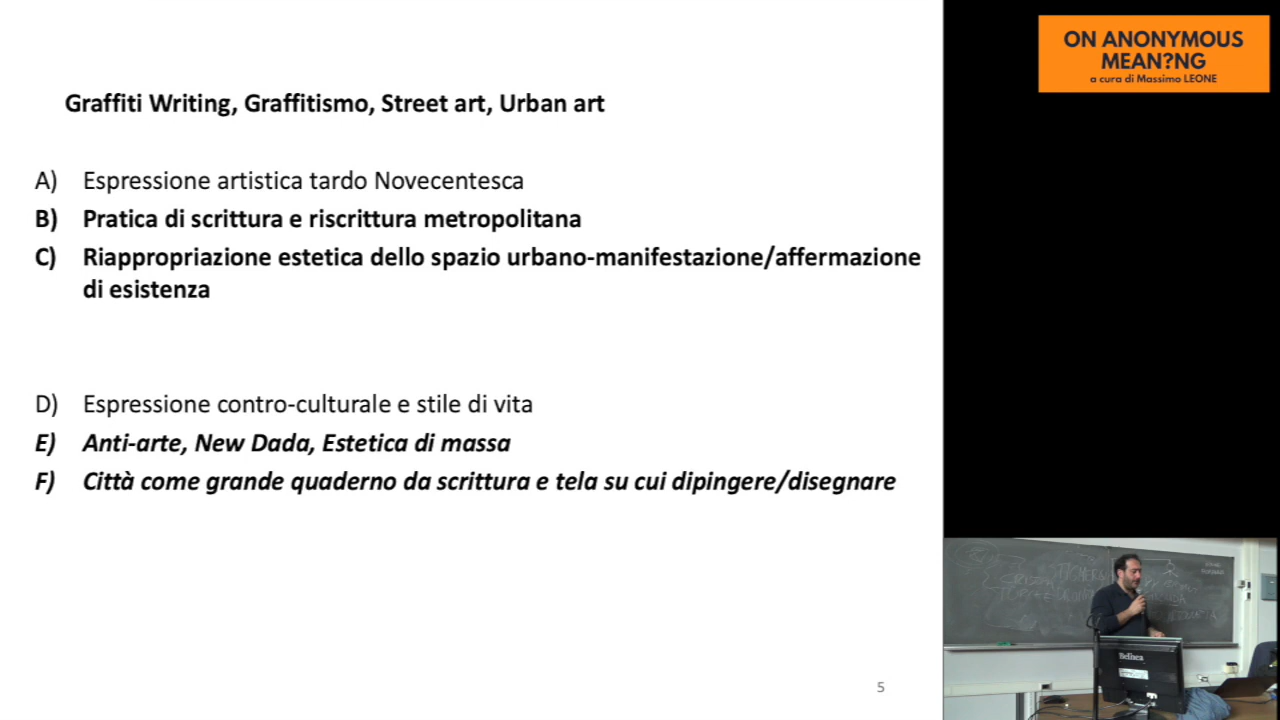 Graffiti Writing, Graffitismo, Street art, Urban art
A) Espressione artistica tardo Novecentesca
B) Pratica di scrittura e riscrittura metropolitana
C) Riappropriazione estetica dello spazio urbano-manifestazione/affermazione
di esistenza
D) Espressione contro-culturale e stile di vita
E) Anti-arte, New Dada, Estetica di massa
F) Città come grande quaderno da scrittura e tela su cui dipingere/disegnare
5
ON ANONYMOUS
MEAN?NG
a cura di Massimo LEONE
Belinea